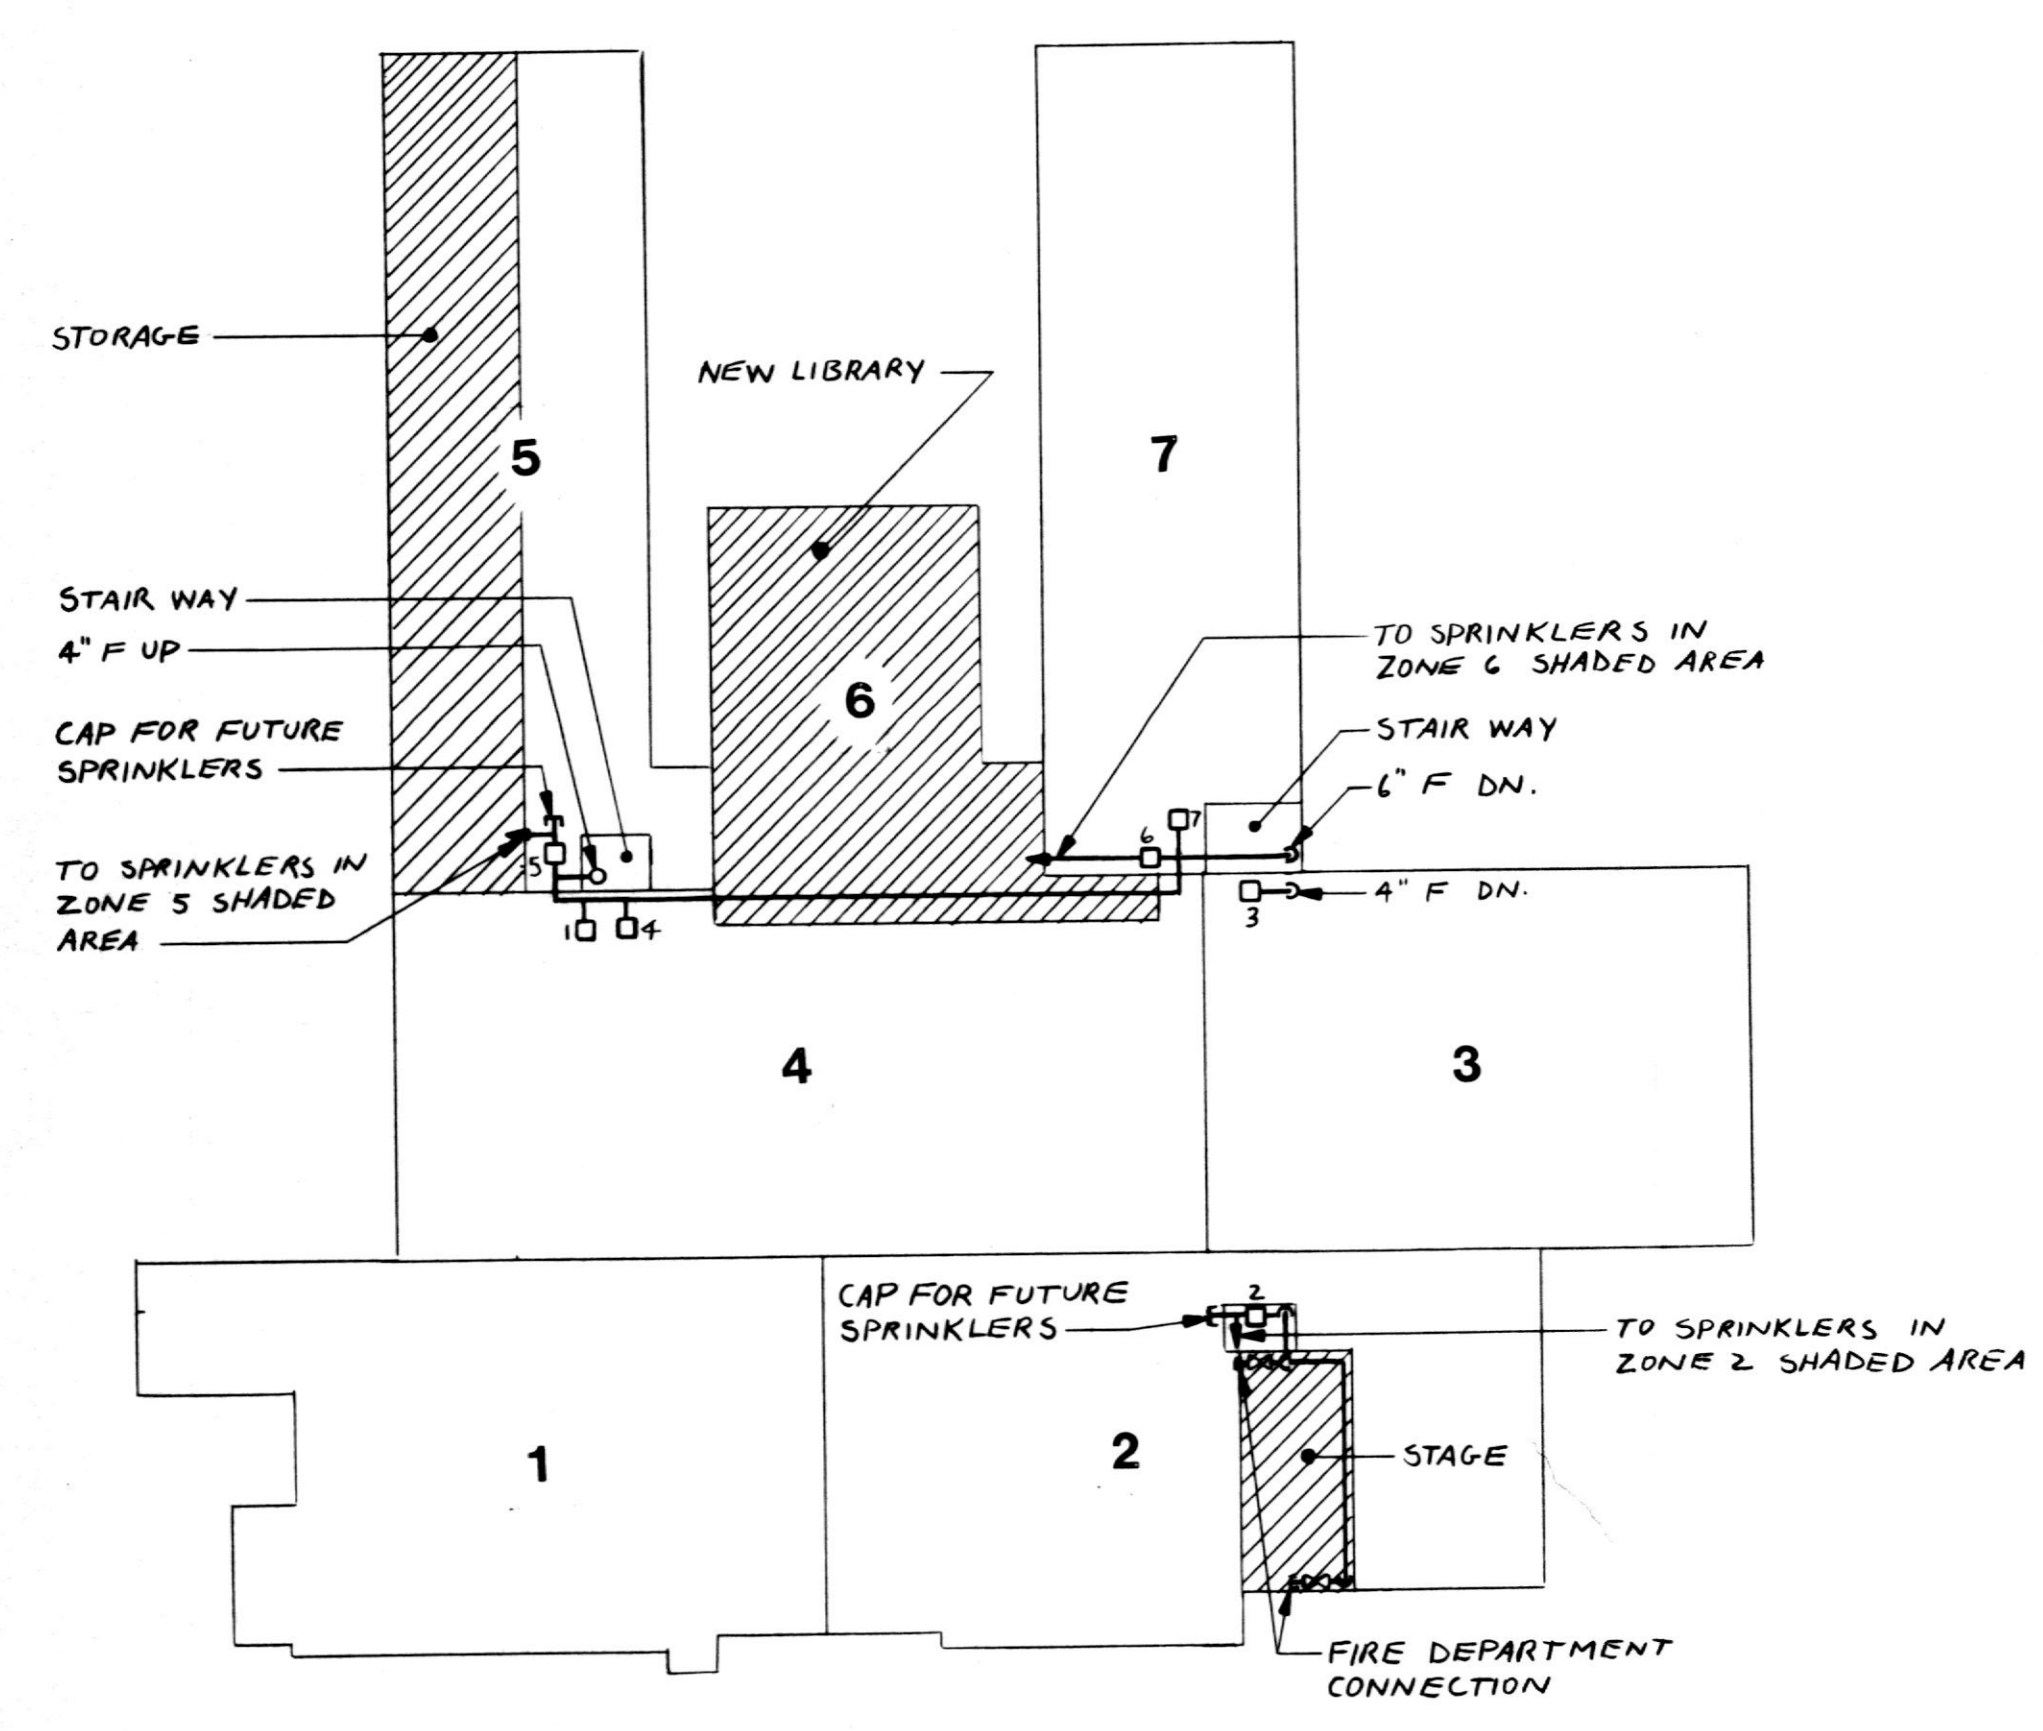 STORAGE
NEW LIBRARY
5
7
STAIR WAY
4" F UP
CAP FOR FUTURE
SPRINKLERS
TO SPRINKLERS IN
ZONE 5 SHADED
AREA
5
1
4
6
TO SPRINKLERS IN
ZONE 6 SHADED AREA
STAIR WAY
6" F DN.
7
6
4" F DN.
3
4
3
CAP FOR FUTURE
SPRINKLERS
2
TO SPRINKLERS IN
ZONE 2 SHADED AREA
1
2
STAGE
FIRE DEPARTMENT
CONNECTION